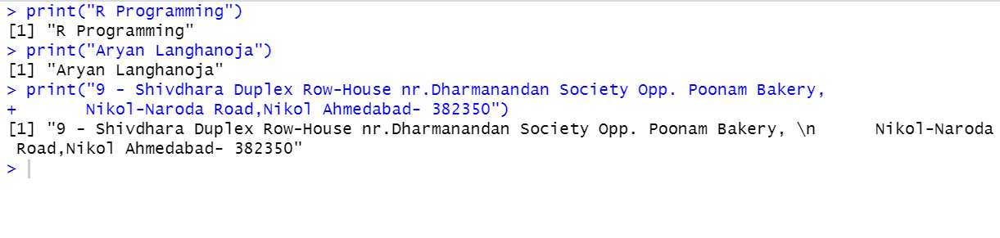 > print("R Programming")
[1] "R Programming"
> print("Aryan Langhanoja")
[1] "Aryan Langhanoja"
> print("9 - Shivdhara Duplex Row-House nr.Dharmanandan Society Opp. Poonam Bakery,
+       Nikol-Naroda Road,Nikol Ahmedabad- 382350")
[1] "9 - Shivdhara Duplex Row-House nr.Dharmanandan Society Opp. Poonam Bakery, \n      Nikol-Naroda
 Road,Nikol Ahmedabad- 382350"
>